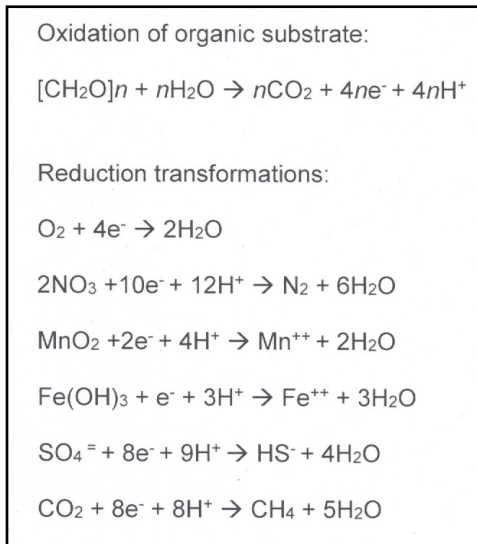 Oxidation of organic substrate:
[CH₂O]n + nH₂O → nCO₂ + 4ne⁻ + 4nH⁺
Reduction transformations:
O₂ + 4e⁻ → 2H₂O
2NO₃ +10e⁻ + 12H⁺ → N₂ + 6H₂O
MnO₂ +2e⁻ + 4H⁺ → Mn⁺⁺ + 2H₂O
Fe(OH)₃ + e⁻ + 3H⁺ → Fe⁺⁺ + 3H₂O
SO₄⁼ + 8e⁻ + 9H⁺ → HS⁻ + 4H₂O
CO₂ + 8e⁻ + 8H⁺ → CH₄ + 5H₂O